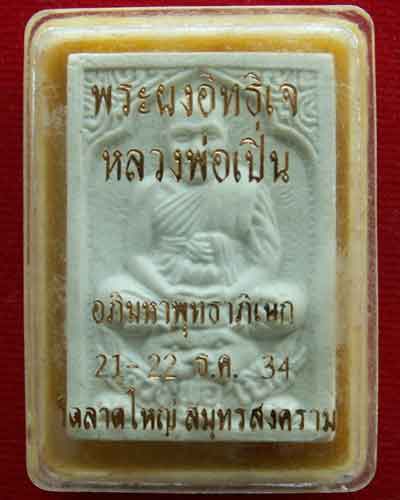 พระผงอิทธิเจ
หลวงพ่อเปิ่น
อภิมหาพุทธาภิเษก
21-22 ธ.ค. 34
วัดลาดใหญ่ สมุทรสงคราม